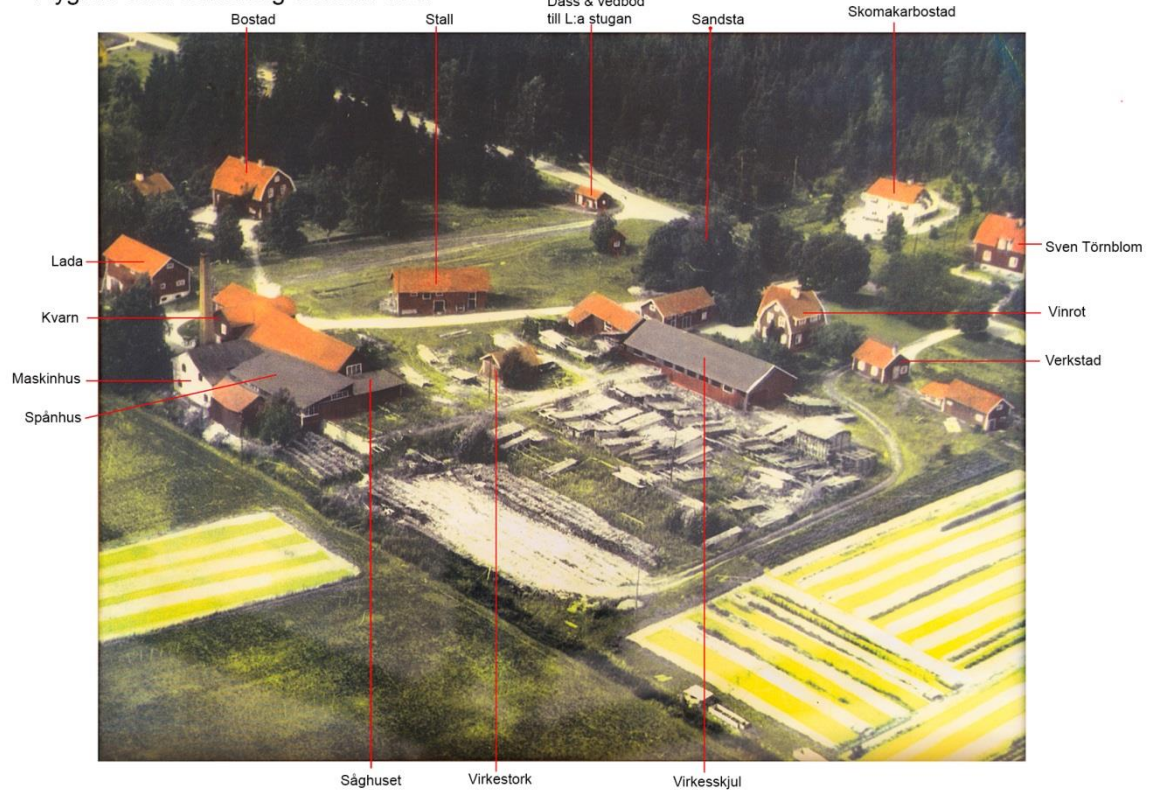 Dass & vedbod
till L:a stugan
Bostad
Stall
Sandsta
Skomakarbostad
Lada
Sven Törnblom
Kvarn
Vinrot
Maskinhus
Verkstad
Spånhus
Såghuset
Virkestork
Virkesskjul